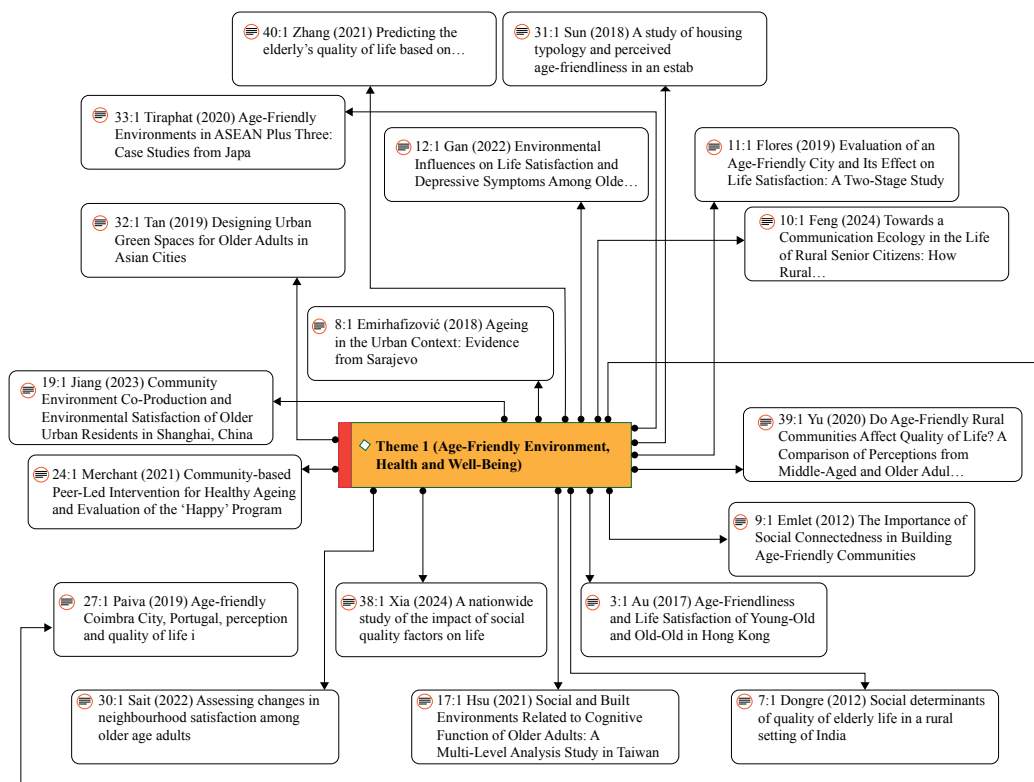 40:1 Zhang (2021) Predicting the
elderly's quality of life based on…
31:1 Sun (2018) A study of housing
typology and perceived
age-friendliness in an estab
33:1 Tiraphat (2020) Age-Friendly
Environments in ASEAN Plus Three:
Case Studies from Japa
12:1 Gan (2022) Environmental
Influences on Life Satisfaction and
Depressive Symptoms Among Olde…
11:1 Flores (2019) Evaluation of an
Age-Friendly City and Its Effect on
Life Satisfaction: A Two-Stage Study
32:1 Tan (2019) Designing Urban
Green Spaces for Older Adults in
Asian Cities
10:1 Feng (2024) Towards a
Communication Ecology in the Life
of Rural Senior Citizens: How
Rural…
8:1 Emirhafizović (2018) Ageing
in the Urban Context: Evidence
from Sarajevo
19:1 Jiang (2023) Community
Environment Co-Production and
Environmental Satisfaction of Older
Urban Residents in Shanghai, China
Theme 1 (Age-Friendly Environment,
Health and Well-Being)
39:1 Yu (2020) Do Age-Friendly Rural
Communities Affect Quality of Life? A
Comparison of Perceptions from
Middle-Aged and Older Adul…
24:1 Merchant (2021) Community-based
Peer-Led Intervention for Healthy Ageing
and Evaluation of the ‘Happy’ Program
9:1 Emlet (2012) The Importance of
Social Connectedness in Building
Age-Friendly Communities
27:1 Paiva (2019) Age-friendly
Coimbra City, Portugal, perception
and quality of life i
38:1 Xia (2024) A nationwide
study of the impact of social
quality factors on life
3:1 Au (2017) Age-Friendliness
and Life Satisfaction of Young-Old
and Old-Old in Hong Kong
30:1 Sait (2022) Assessing changes in
neighbourhood satisfaction among
older age adults
17:1 Hsu (2021) Social and Built
Environments Related to Cognitive
Function of Older Adults: A
Multi-Level Analysis Study in Taiwan
7:1 Dongre (2012) Social determinants
of quality of elderly life in a rural
setting of India